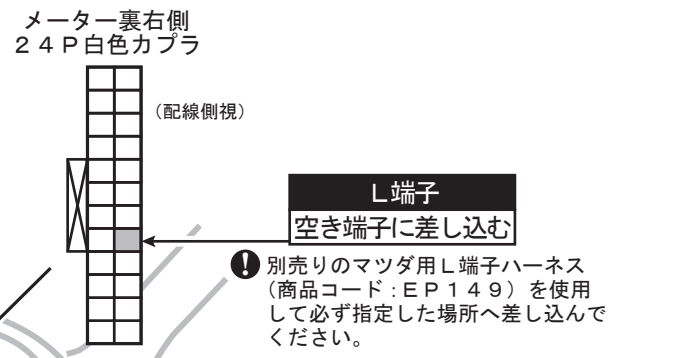 メーター裏右側
２４Ｐ白色カプラ
（配線側視）
Ｌ端子
空き端子に差し込む
別売りのマツダ用Ｌ端子ハーネス
（商品コード：ＥＰ１４９）を使用
して必ず指定した場所へ差し込んで
ください。